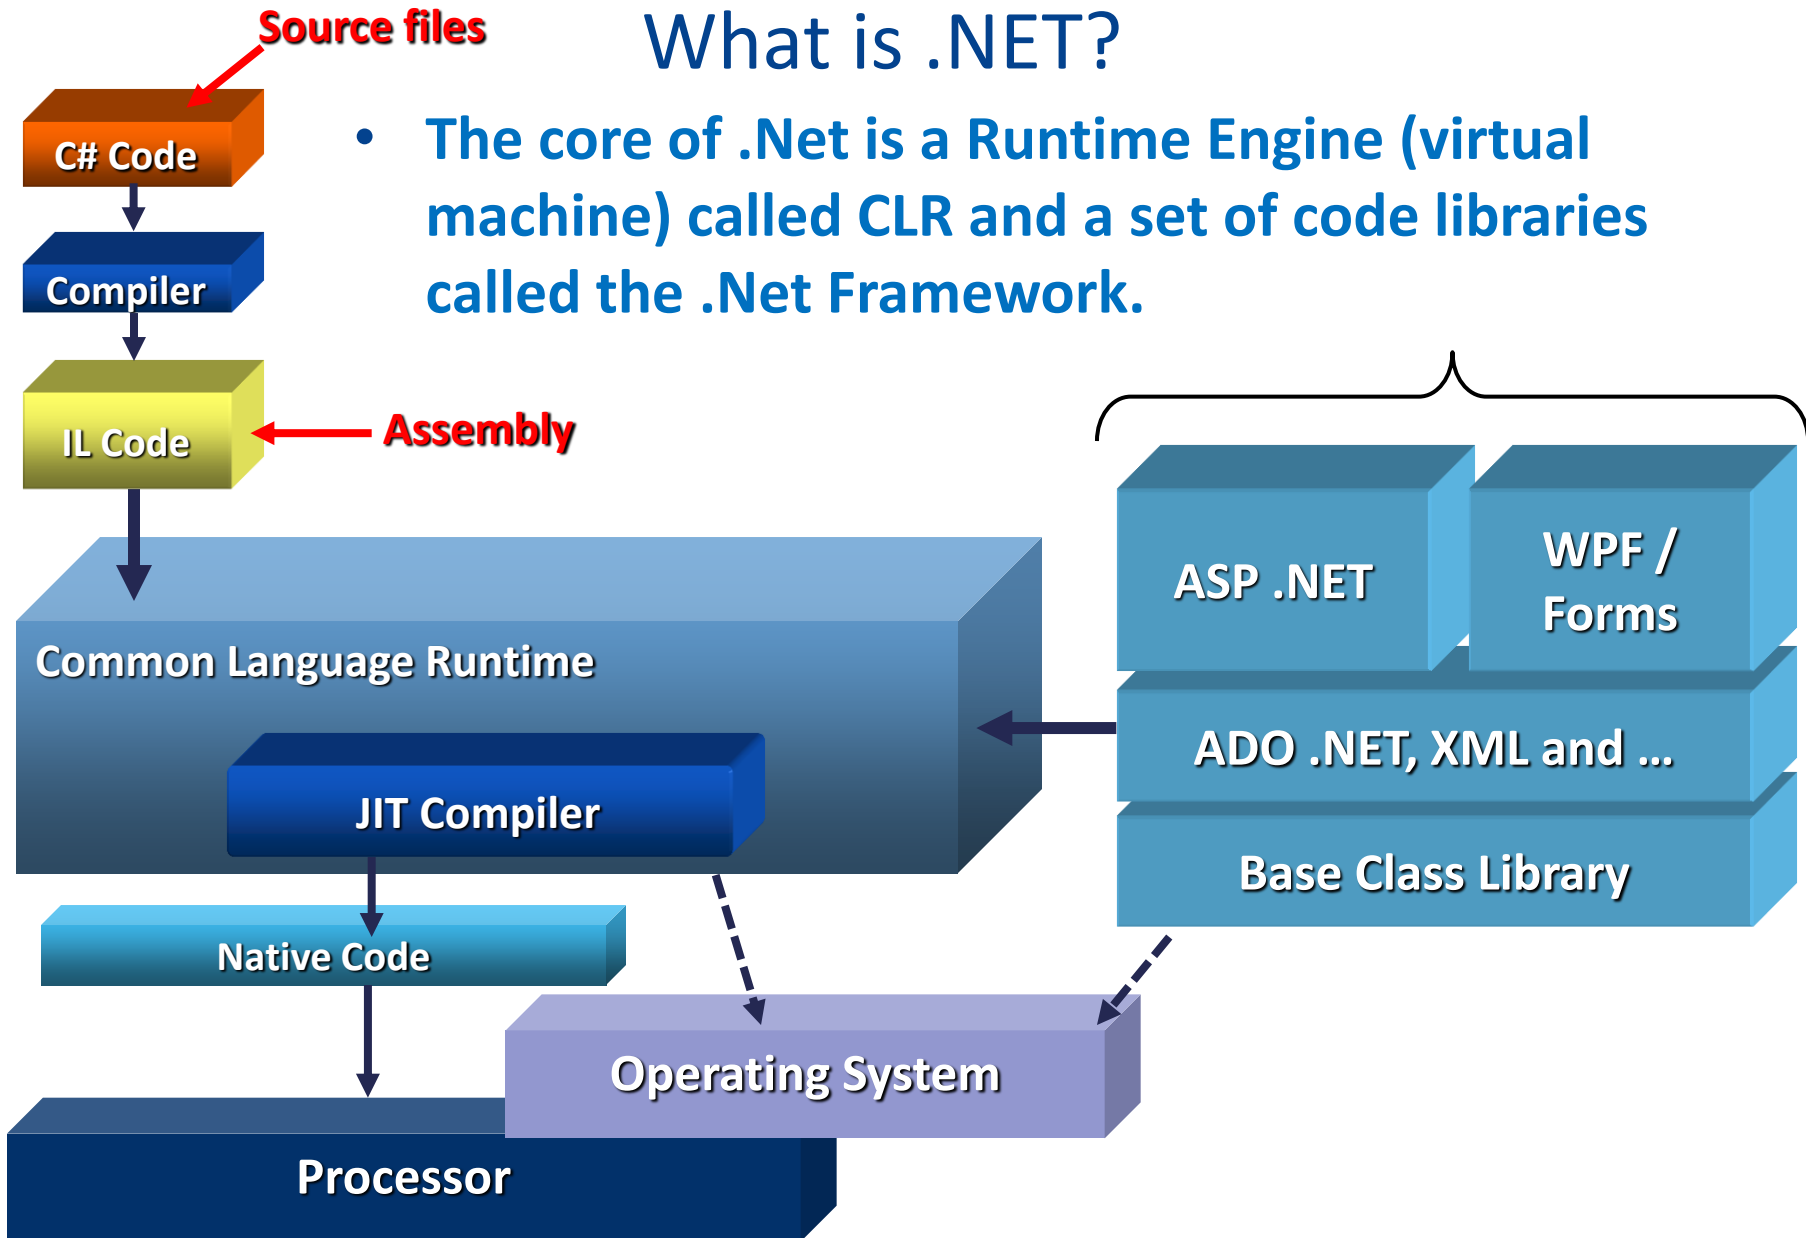 Source files
What is .NET?
C# Code
• The core of .Net is a Runtime Engine (virtual
machine) called CLR and a set of code libraries
called the .Net Framework.
Compiler
IL Code
Assembly
ASP .NET
WPF /
Forms
Common Language Runtime
ADO .NET, XML and ...
JIT Compiler
Base Class Library
Native Code
Operating System
Processor